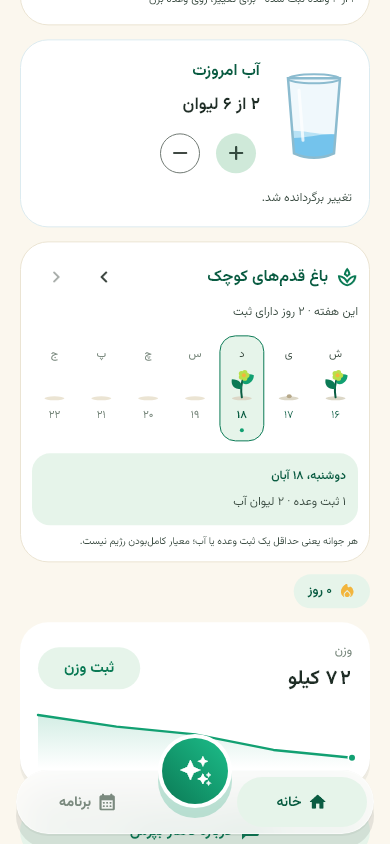 آب امروزت
۲ از ۶ لیوان
تغییر برگردانده شد.
باغ قدم‌های کوچک
این هفته · ۲ روز دارای ثبت
ش ی د س چ پ ج
۱۶ ۱۷ ۱۸ ۱۹ ۲۰ ۲۱ ۲۲
دوشنبه، ۱۸ آبان
۱ ثبت وعده · ۲ لیوان آب
هر جوانه یعنی حداقل یک ثبت وعده یا آب؛ معیار کامل‌بودن رژیم نیست.
۰ روز
وزن
۷۲ کیلو
ثبت وزن
خانه
برنامه